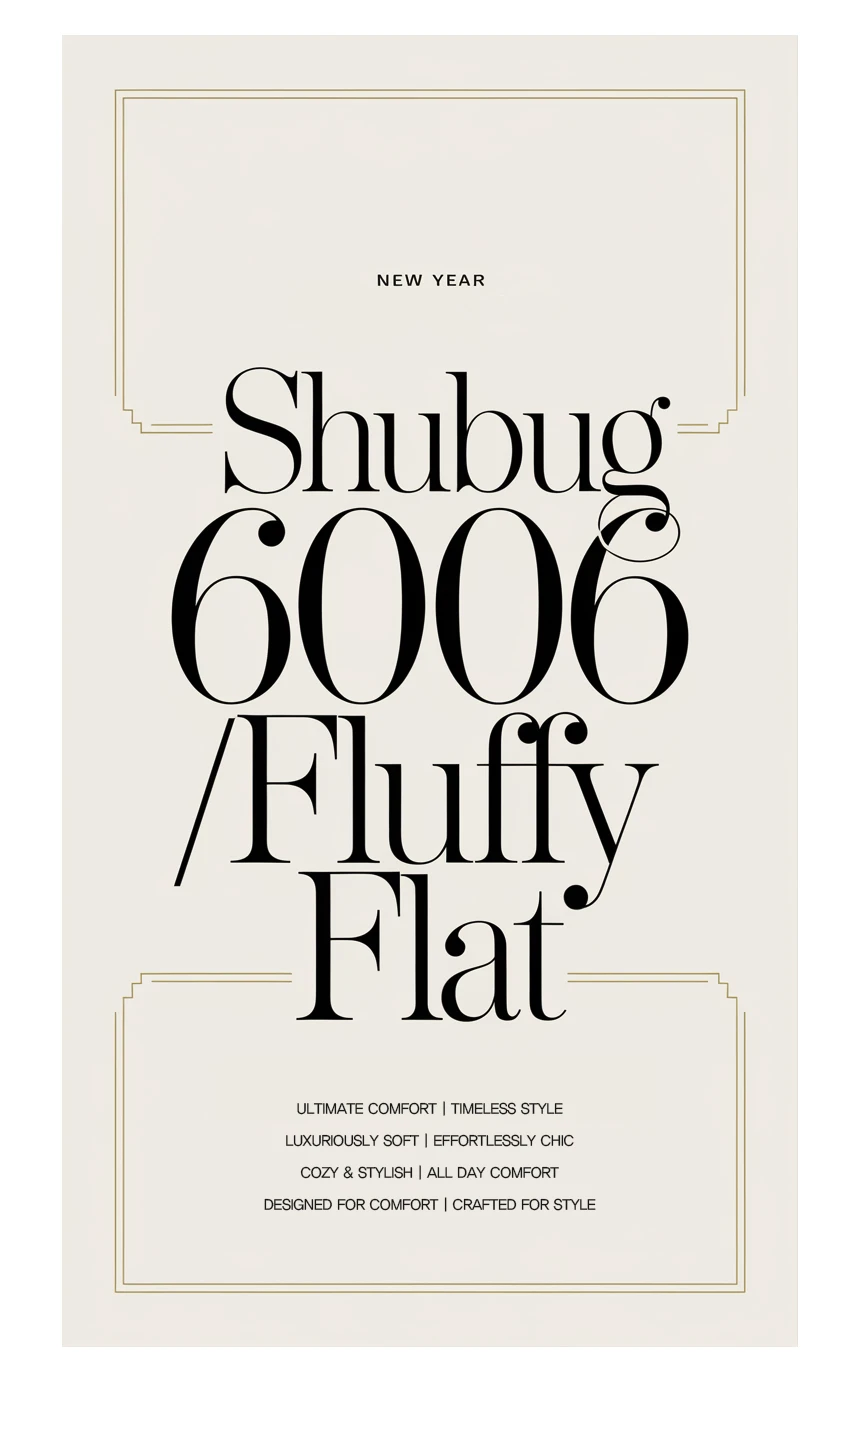 NEW YEAR
Shubug
6006
/Fluffy
Flat
ULTIMATE COMFORT | TIMELESS STYLE
LUXURIOUSLY SOFT | EFFORTLESSLY CHIC
COZY & STYLISH | ALL DAY COMFORT
DESIGNED FOR COMFORT | CRAFTED FOR STYLE